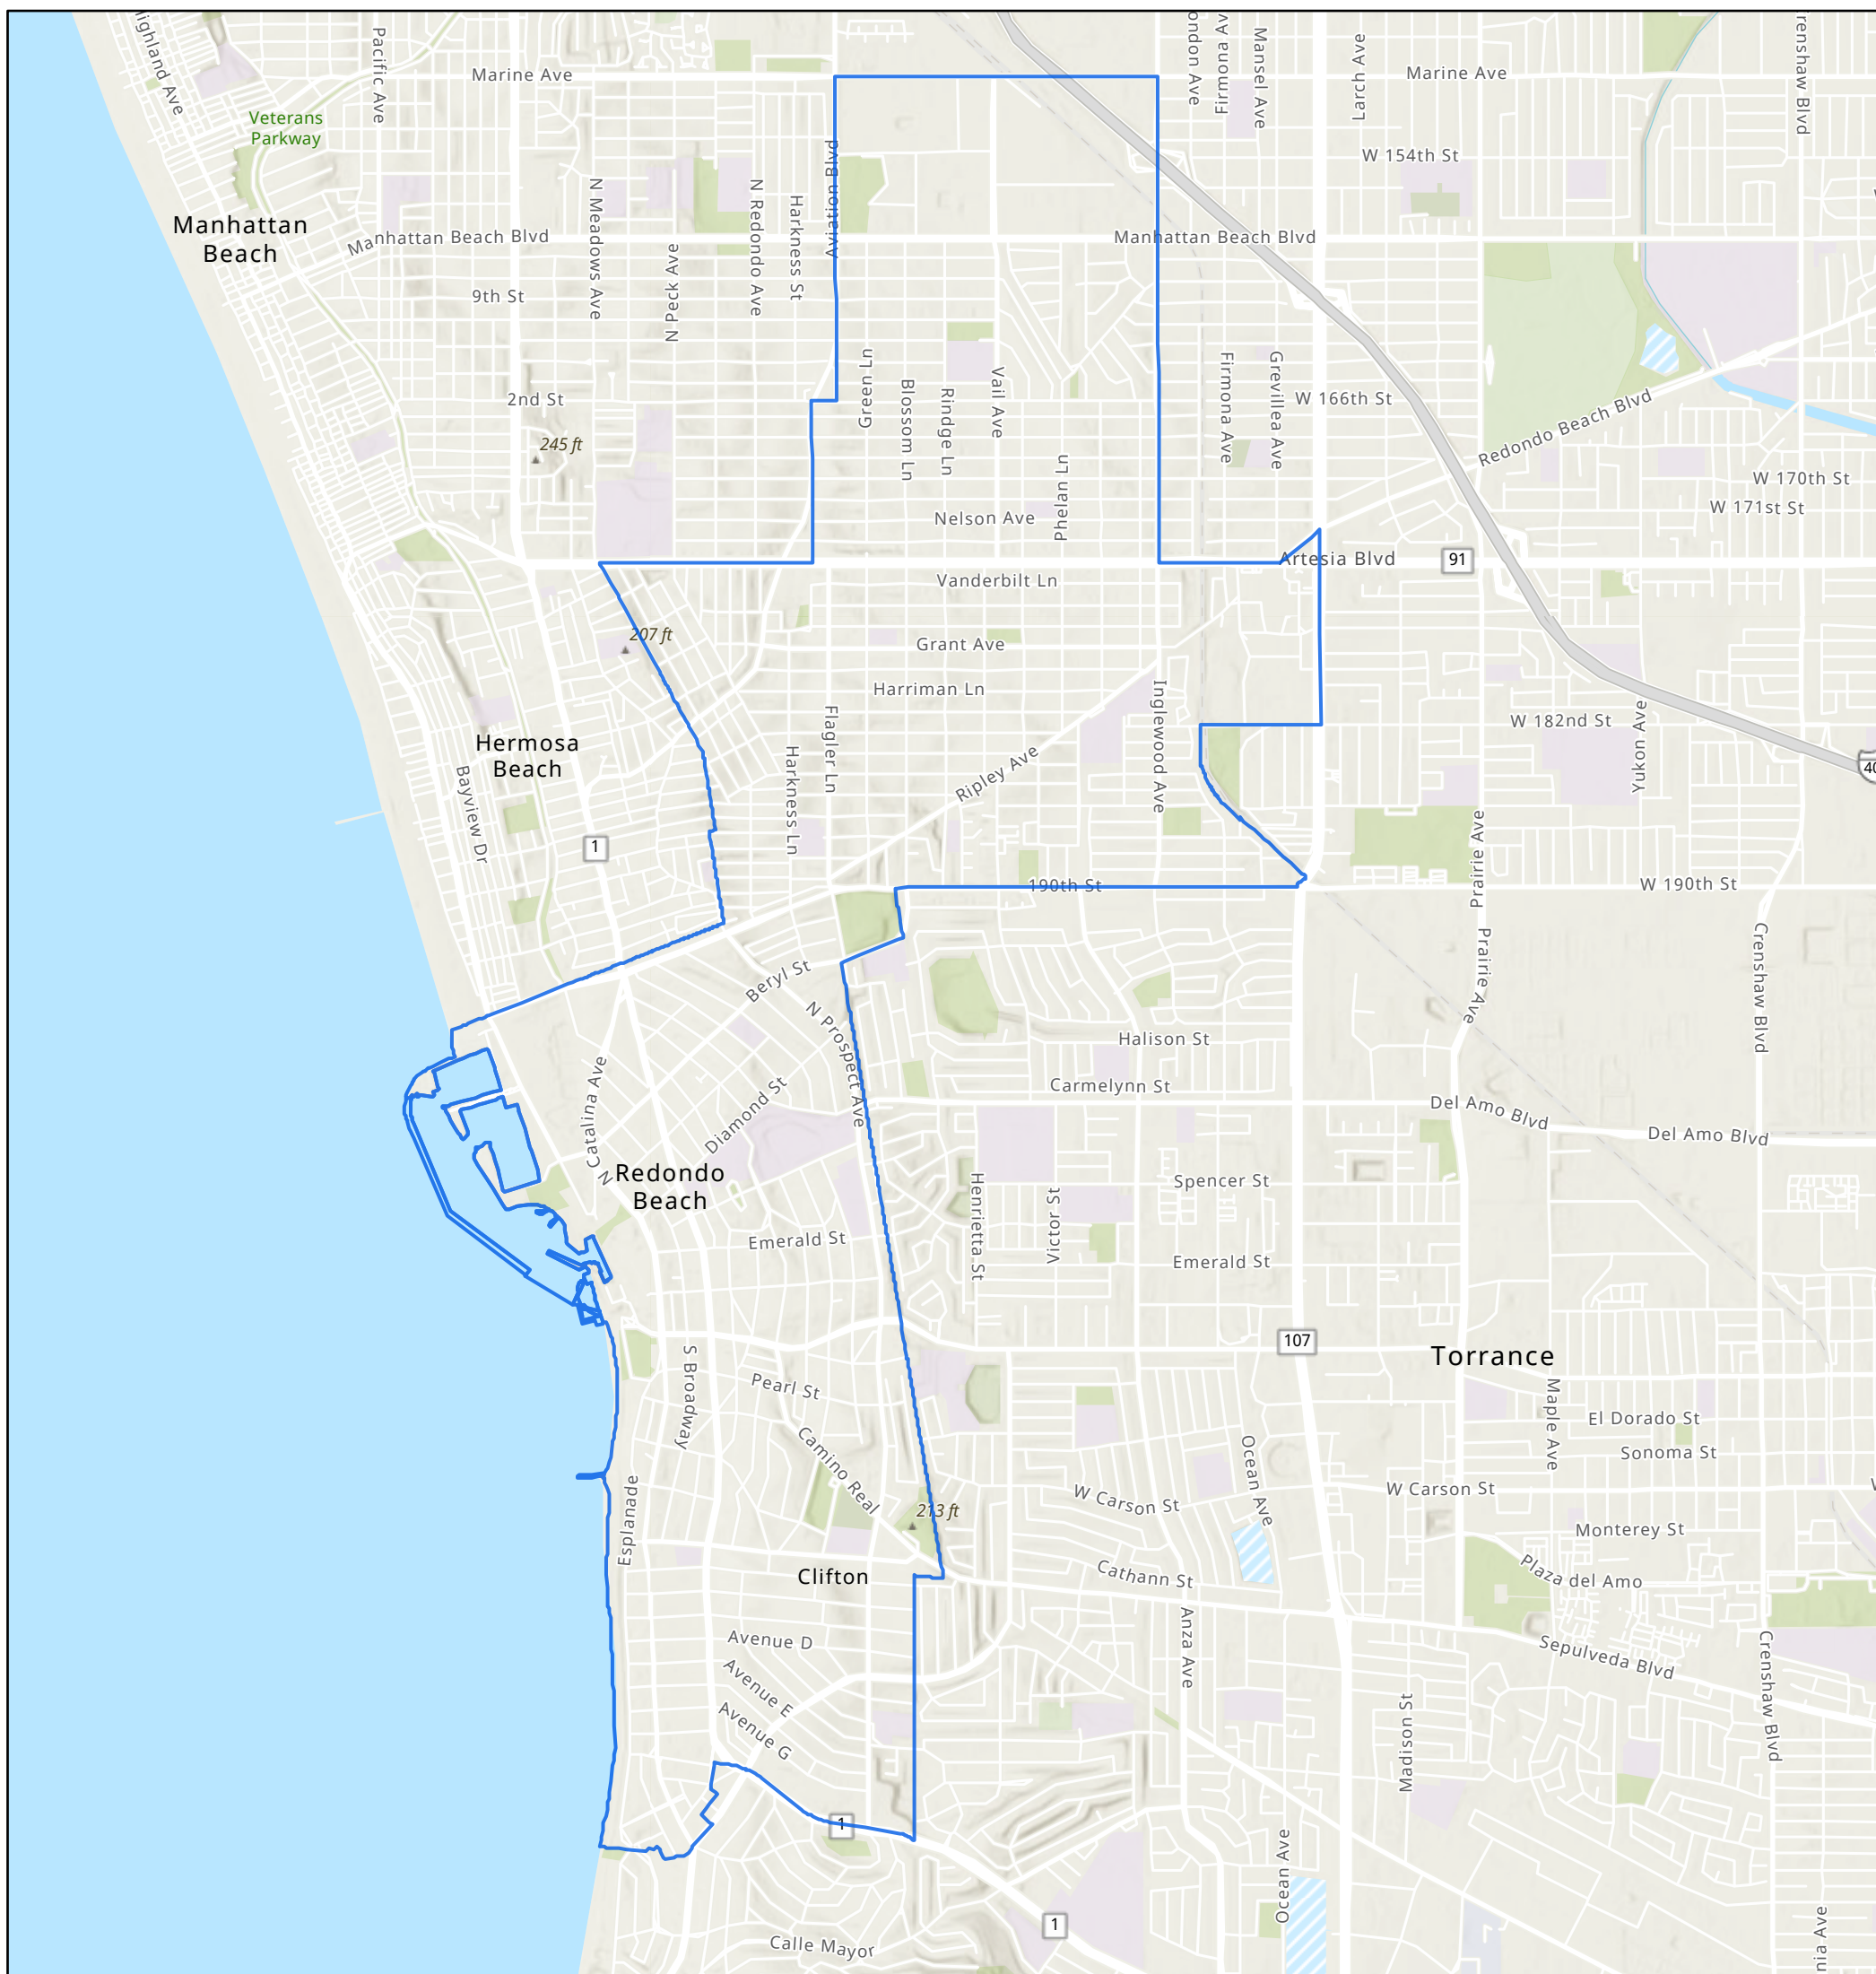 Highland Ave
Pacific Ave
Marine Ave
Veterans
Parkway
Manhattan
Beach
Manhattan Beach Blvd
N Meadows Ave
N Peck Ave
N Redondo Ave
Harkness St
Aviation Blvd
9th St
2nd St
245 ft
Firmona Ave
Mansel Ave
Larch Ave
Marine Ave
W 154th St
Manhattan Beach Blvd
Green Ln
Blossom Ln
Rindge Ln
Vail Ave
Phelan Ln
Nelson Ave
Firmona Ave
Grevillea Ave
W 166th St
Redondo Beach Blvd
W 170th St
W 171st St
Artesia Blvd
91
Vanderbilt Ln
207 ft
Grant Ave
Harriman Ln
Hermosa
Beach
Bayview Dr
1
Harkness Ln
Flagler Ln
Ripley Ave
Inglewood Ave
W 182nd St
Yukon Ave
Prairie Ave
190th St
W 190th St
Crenshaw Blvd
Prairie Ave
Beryl St
N Prospect Ave
Halison St
Carmelynn St
Del Amo Blvd
Del Amo Blvd
N Catalina Ave
Diamond St
Redondo
Beach
Emerald St
Henrietta St
Victor St
Spencer St
Emerald St
107
Torrance
S Broadway
Pearl St
Camino Real
Esplanade
213 ft
Clifton
W Carson St
Ocean Ave
W Carson St
Maple Ave
El Dorado St
Sonoma St
Monterey St
Plaza del Amo
Cathann St
Anza Ave
Sepulveda Blvd
Crenshaw Blvd
Avenue D
Avenue E
Avenue G
Madison St
1
Ocean Ave
1
Calle Mayor